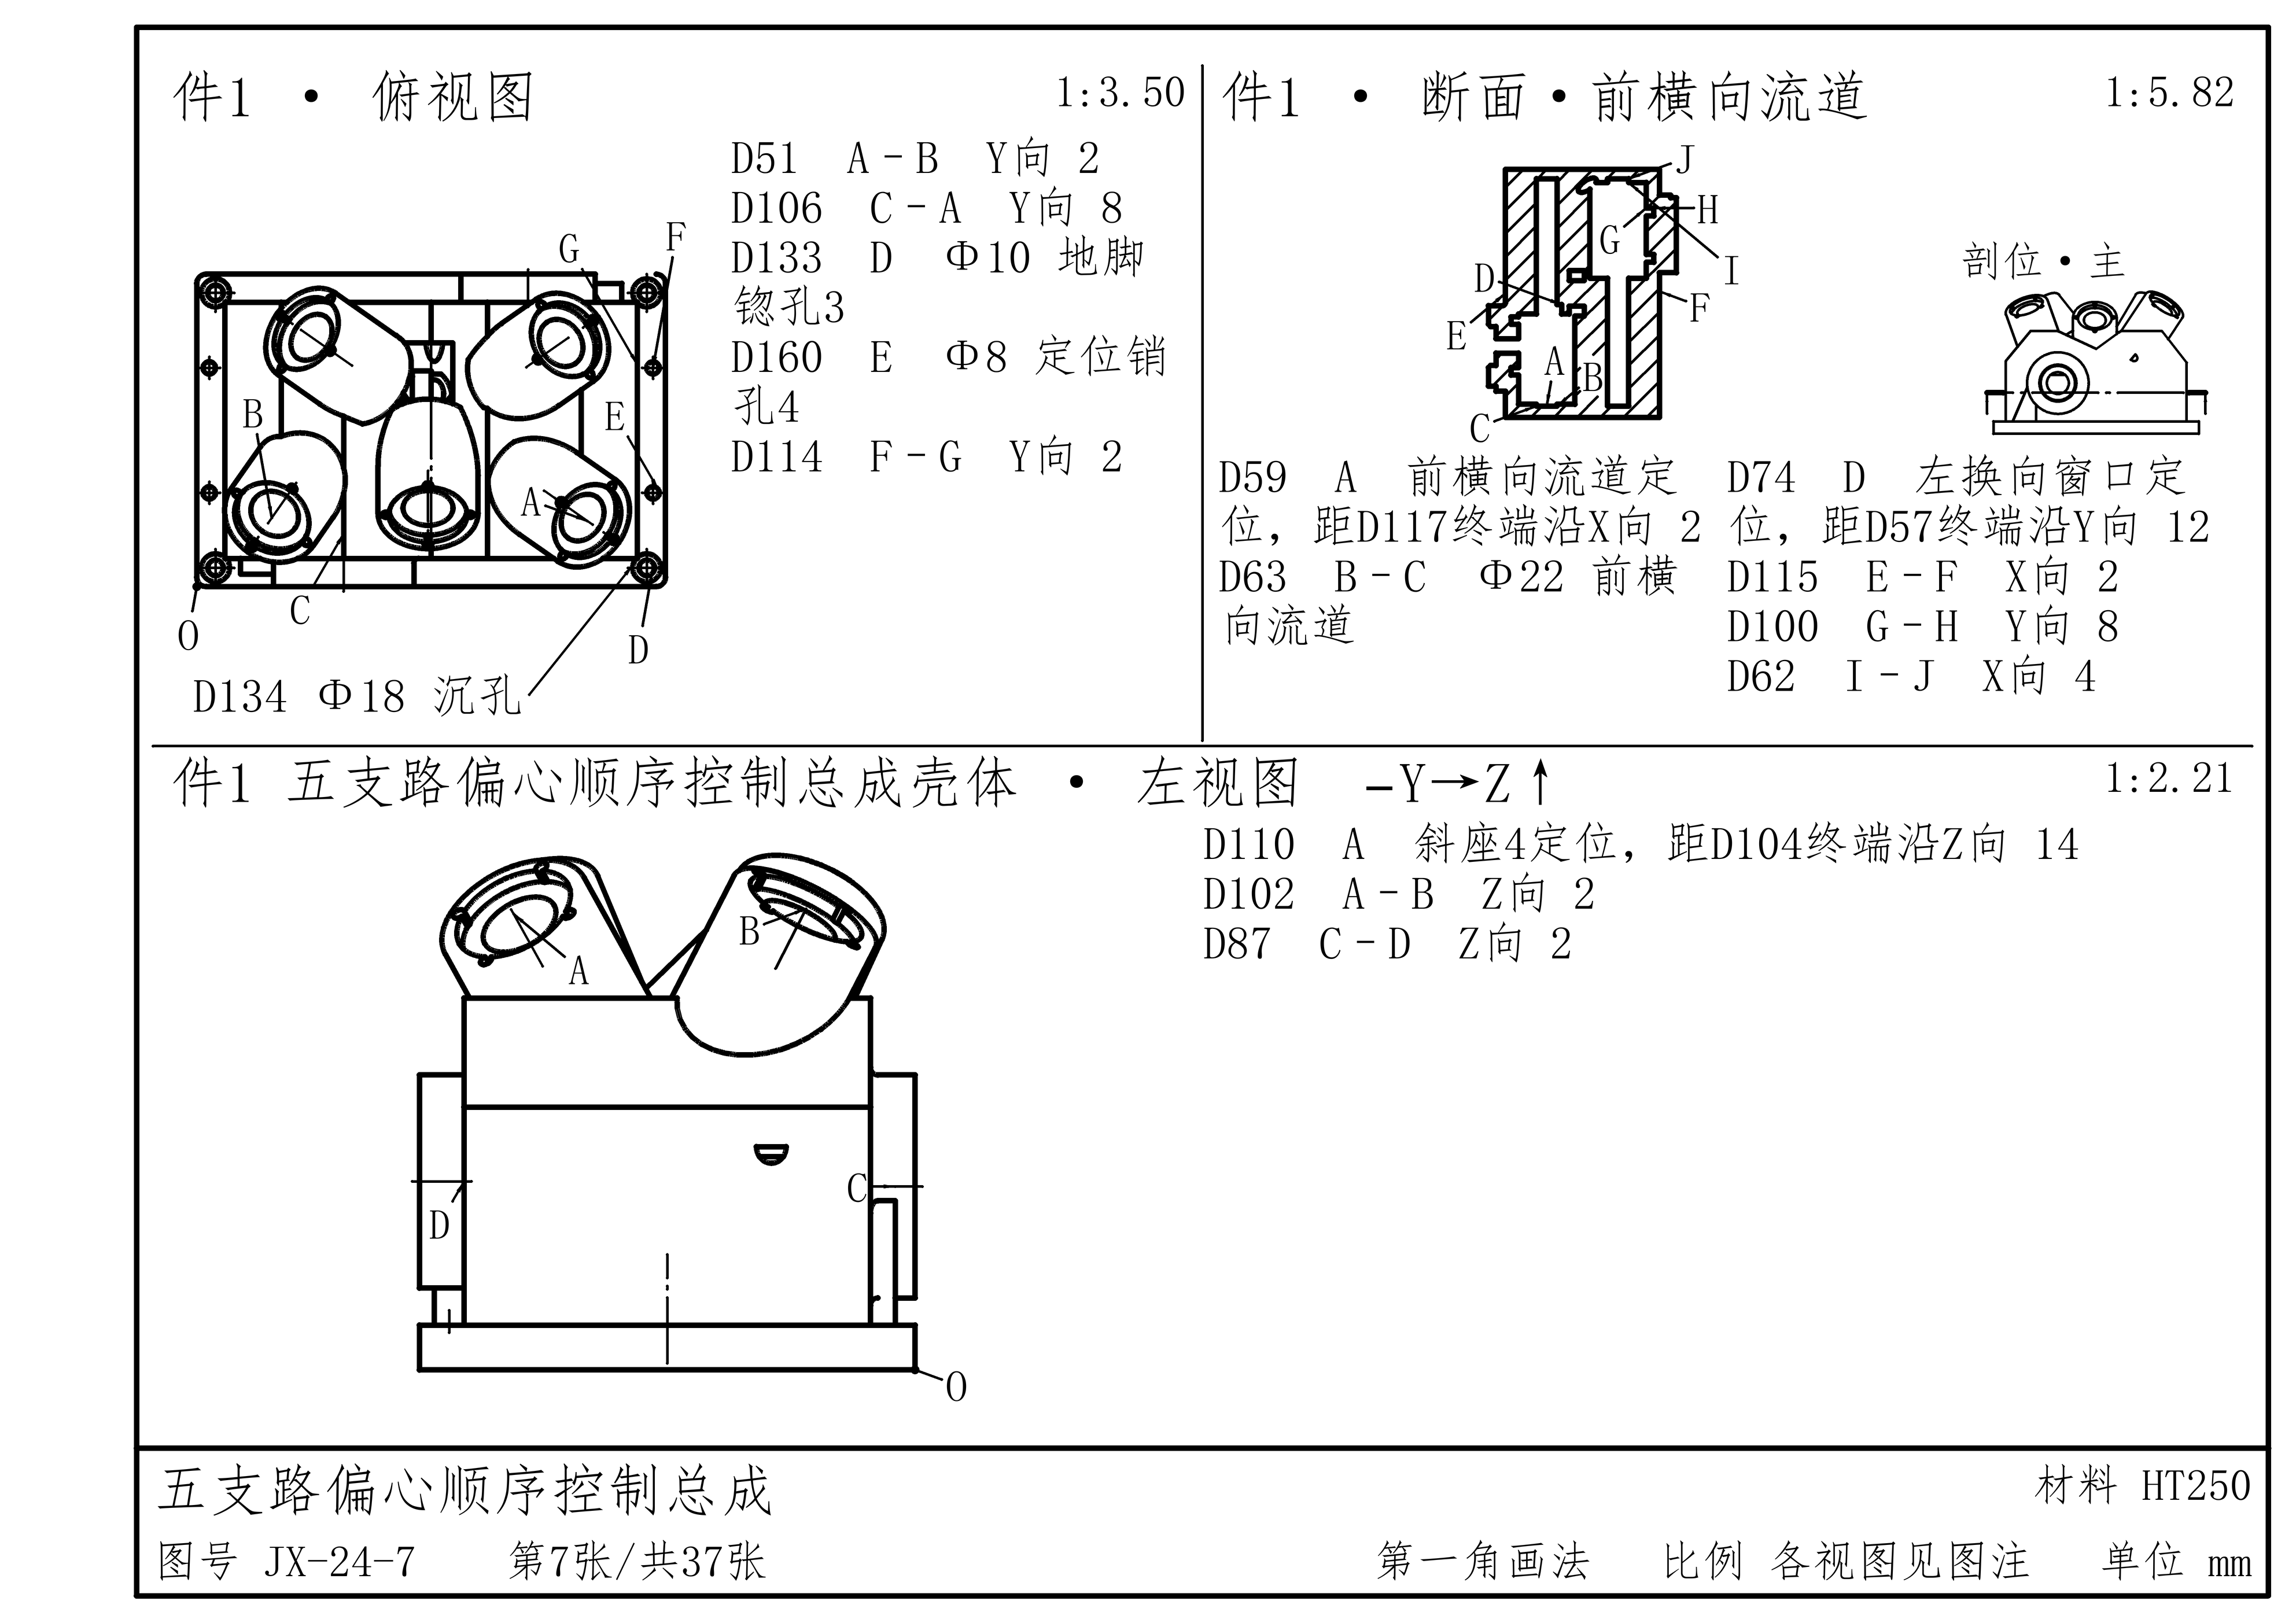 件1 · 俯视图 1:3.50
D51 A-B Y向 2
D106 C-A Y向 8
D133 D Φ10 地脚
锪孔3
D160 E Φ8 定位销
孔4
D114 F-G Y向 2
G
F
B
E
A
C
O
D
D134 Φ18 沉孔
件1 · 断面·前横向流道 1:5.82
J
H
G
I
D
F
E
A
B
C
剖位·主
D59 A 前横向流道定
位，距D117终端沿X向 2
D63 B-C Φ22 前横
向流道
D74 D 左换向窗口定
位，距D57终端沿Y向 12
D115 E-F X向 2
D100 G-H Y向 8
D62 I-J X向 4
件1 五支路偏心顺序控制总成壳体 · 左视图 -Y→Z↑ 1:2.21
D110 A 斜座4定位，距D104终端沿Z向 14
D102 A-B Z向 2
D87 C-D Z向 2
B
A
C
D
O
五支路偏心顺序控制总成 材料 HT250
图号 JX-24-7 第7张/共37张 第一角画法 比例 各视图见图注 单位 mm